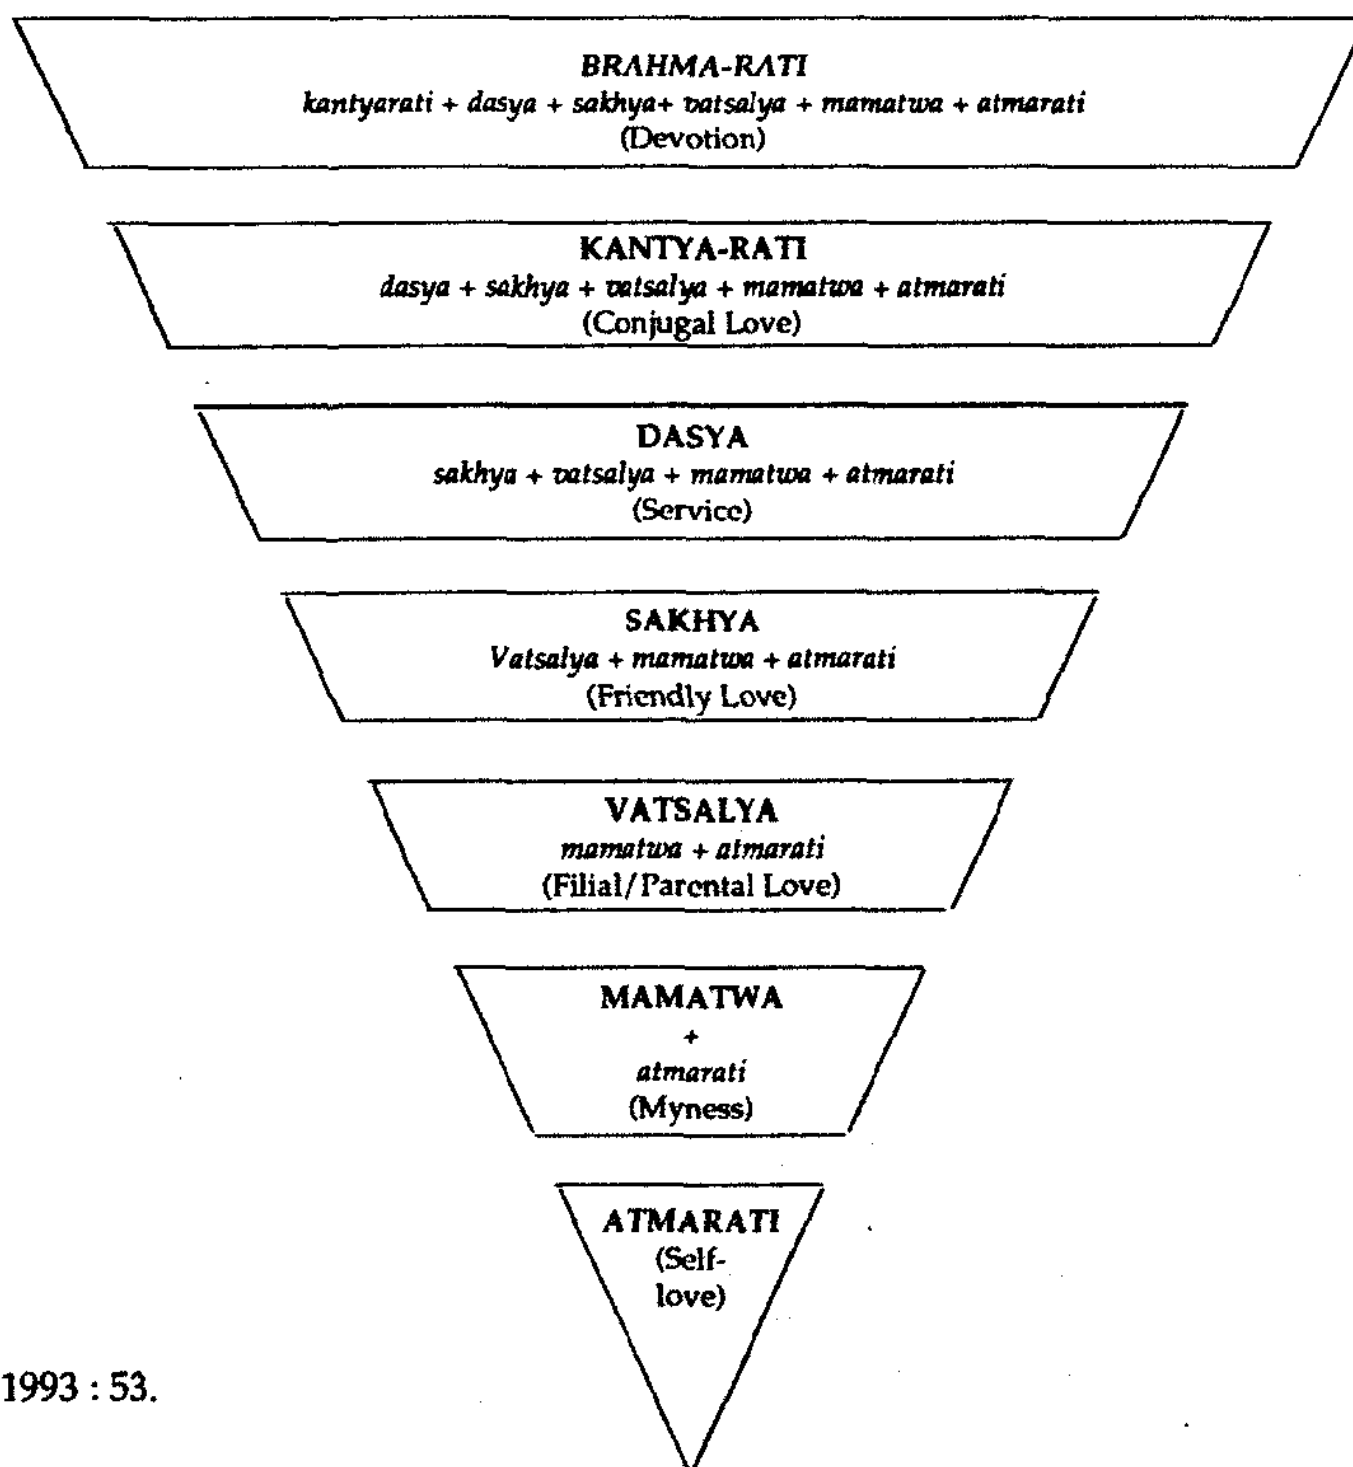 BRAHMA-RATI
kantyarati + dasya + sakhya+ vatsalya + mamatwa + atmarati
(Devotion)
KANTYA-RATI
dasya + sakhya + vatsalya + mamatwa + atmarati
(Conjugal Love)
DASYA
sakhya + vatsalya + mamatwa + atmarati
(Service)
SAKHYA
Vatsalya + mamatwa + atmarati
(Friendly Love)
VATSALYA
mamatwa + atmarati
(Filial/Parental Love)
MAMATWA
+
atmarati
(Myness)
ATMARATI
(Self-
love)
1993 : 53.